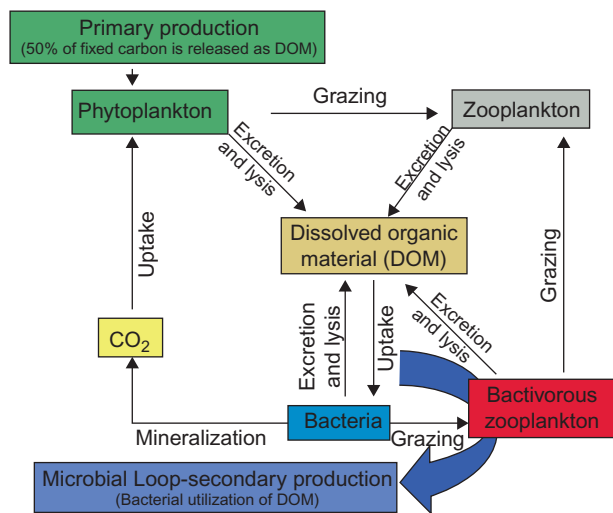 Primary production
(50% of fixed carbon is released as DOM)
Phytoplankton
Grazing
Zooplankton
Excretion
and lysis
Excretion
and lysis
Dissolved organic
material (DOM)
Uptake
Grazing
Excretion
and lysis
Uptake
Excretion
and lysis
CO₂
Bactivorous
zooplankton
Bacteria
Mineralization
Grazing
Microbial Loop-secondary production
(Bacterial utilization of DOM)